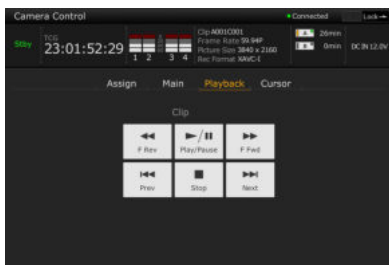 Camera Control
Connected
Lock
Stby
TCG
23:01:52:29
1 2 3 4
Clip A001C001
Frame Rate 59.94P
Picture Size 3840 x 2160
Rec Format XAVC-I
A 26min
B 0min
DC IN 12.0V
Assign Main Playback Cursor
Clip
F Rev Play/Pause F Fwd
Prev Stop Next